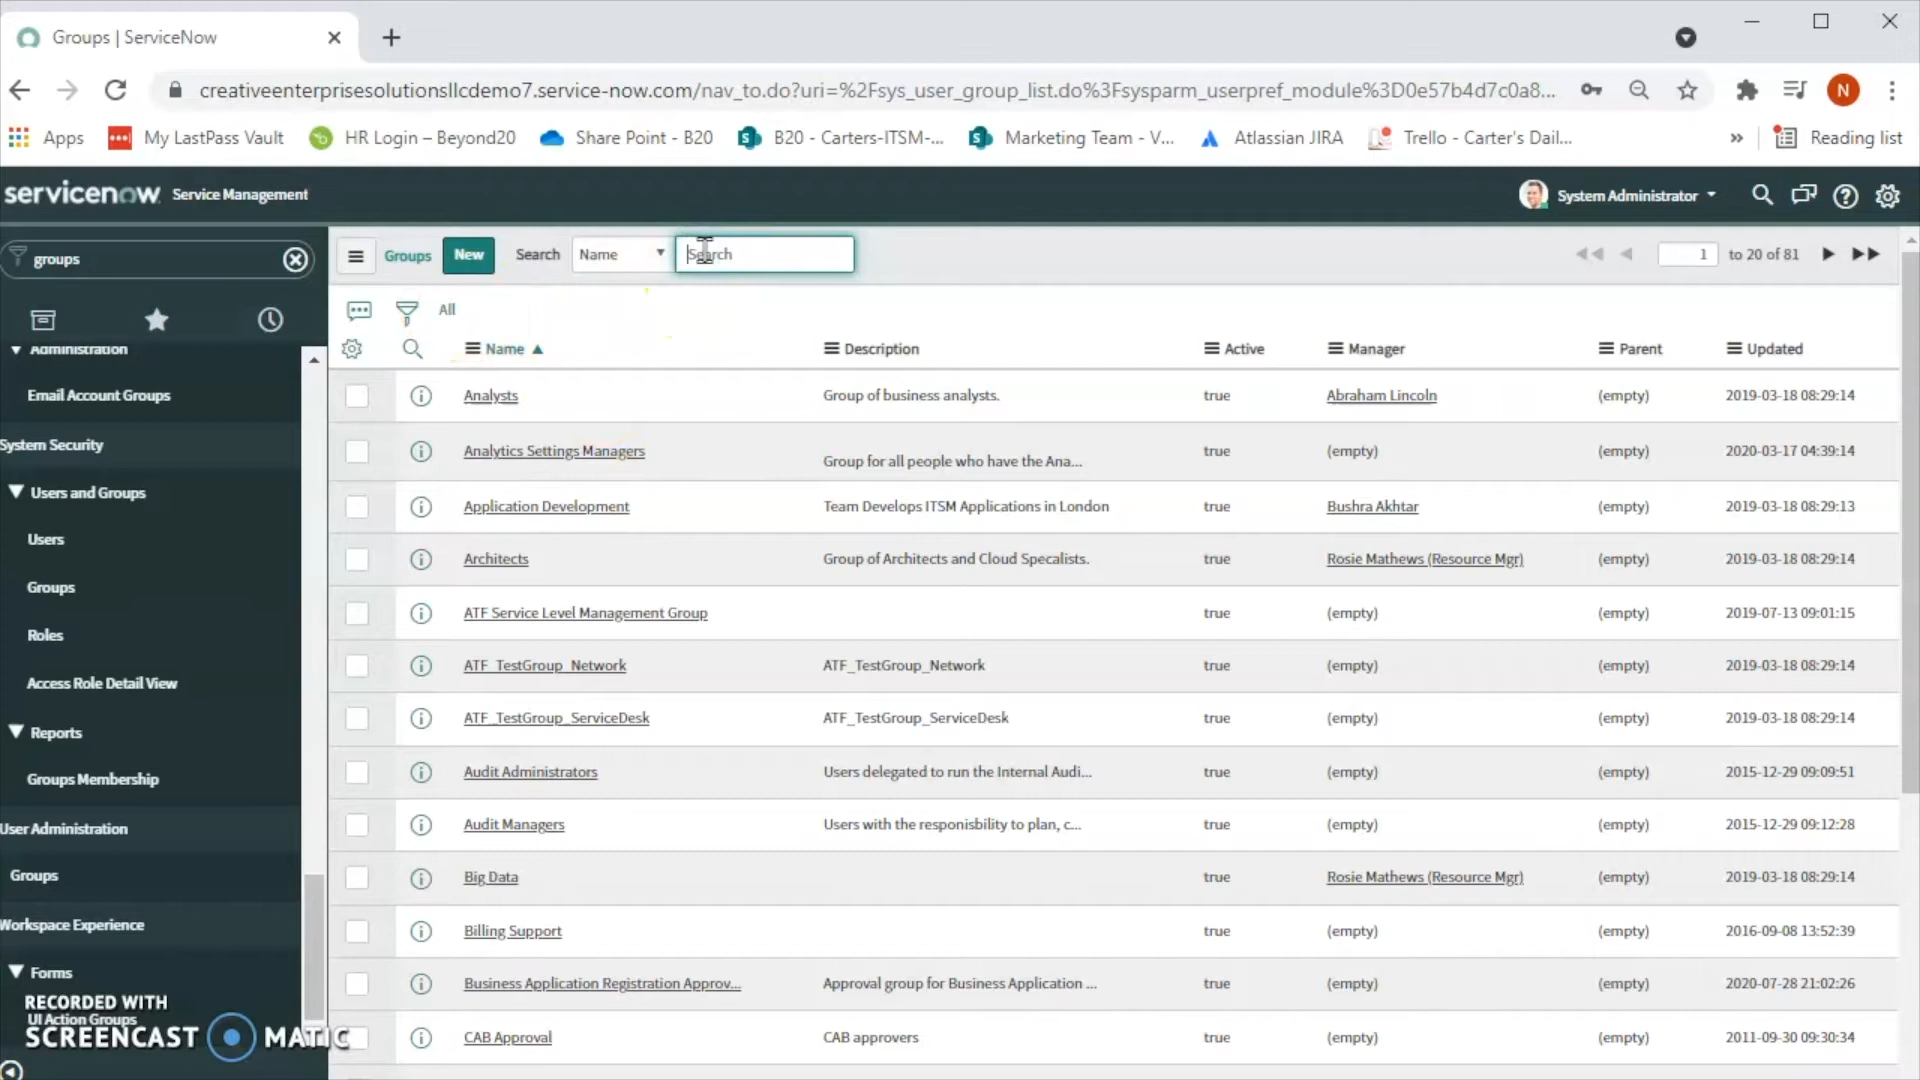 Groups | ServiceNow
creativeenterprisesolutionsllcdemo7.service-now.com/nav_to.do?uri=%2Fsys_user_group_list.do%3Fsysparm_userpref_module%3D0e57b4d7c0a8... N
Apps My LastPass Vault HR Login – Beyond20 Share Point - B20 B20 - Carters-ITSM-... Marketing Team - V... Atlassian JIRA Trello - Carter's Dail... » Reading list
servicenow Service Management System Administrator
groups
Groups New Search Name Search 1 to 20 of 81
All
Name Description Active Manager Parent Updated
Administration
Email Account Groups
System Security
Users and Groups
Users
Groups
Roles
Access Role Detail View
Reports
Groups Membership
User Administration
Groups
Workspace Experience
Forms
UI Action Groups
Analysts Group of business analysts. true Abraham Lincoln (empty) 2019-03-18 08:29:14
Analytics Settings Managers Group for all people who have the Ana... true (empty) (empty) 2020-03-17 04:39:14
Application Development Team Develops ITSM Applications in London true Bushra Akhtar (empty) 2019-03-18 08:29:13
Architects Group of Architects and Cloud Specalists. true Rosie Mathews (Resource Mgr) (empty) 2019-03-18 08:29:14
ATF Service Level Management Group true (empty) (empty) 2019-07-13 09:01:15
ATF_TestGroup_Network ATF_TestGroup_Network true (empty) (empty) 2019-03-18 08:29:14
ATF_TestGroup_ServiceDesk ATF_TestGroup_ServiceDesk true (empty) (empty) 2019-03-18 08:29:14
Audit Administrators Users delegated to run the Internal Audi... true (empty) (empty) 2015-12-29 09:09:51
Audit Managers Users with the responisbility to plan, c... true (empty) (empty) 2015-12-29 09:12:28
Big Data true Rosie Mathews (Resource Mgr) (empty) 2019-03-18 08:29:14
Billing Support true (empty) (empty) 2016-09-08 13:52:39
Business Application Registration Approv... Approval group for Business Application ... true (empty) (empty) 2020-07-28 21:02:26
CAB Approval CAB approvers true (empty) (empty) 2011-09-30 09:30:34
RECORDED WITH
SCREENCAST MATIC